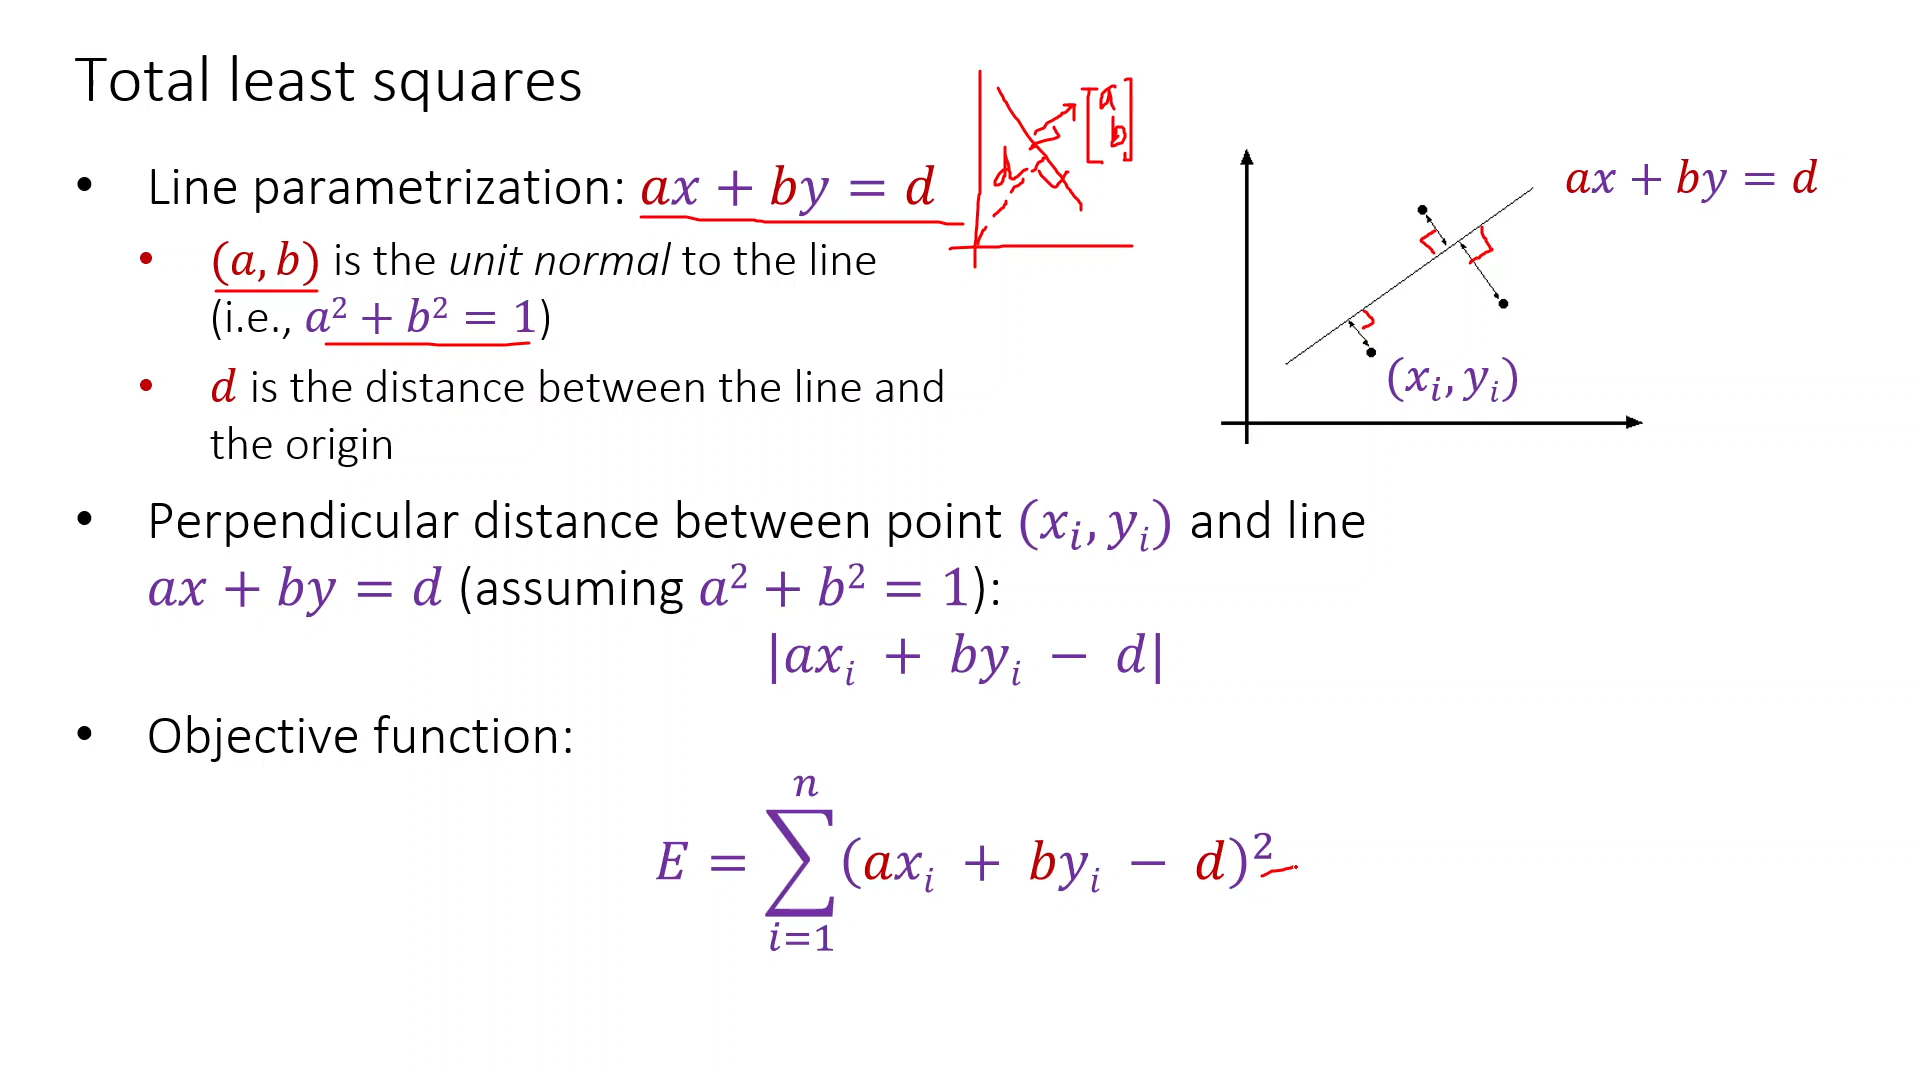 Total least squares
• Line parametrization: ax + by = d
• (a, b) is the unit normal to the line
(i.e., a² + b² = 1)
• d is the distance between the line and
the origin
d
[a
b]
ax + by = d
(xᵢ, yᵢ)
• Perpendicular distance between point (xᵢ, yᵢ) and line
ax + by = d (assuming a² + b² = 1):
|axᵢ + byᵢ − d|
• Objective function:
E = ∑ⁿᵢ₌₁ (axᵢ + byᵢ − d)²